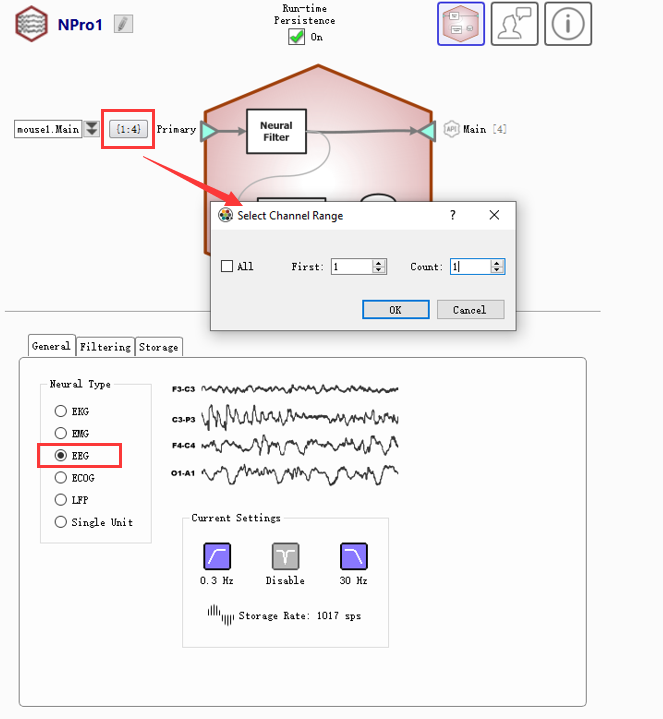 NPro1
Run-time
Persistence
On
mouse1.Main
{1:4}
Primary
Neural
Filter
API
Main [4]
Select Channel Range
?
All
First: 1
Count: 1
OK
Cancel
General
Filtering
Storage
Neural Type
EKG
EMG
EEG
ECOG
LFP
Single Unit
F3-C3
C3-P3
F4-C4
O1-A1
Current Settings
0.3 Hz
Disable
30 Hz
Storage Rate: 1017 sps